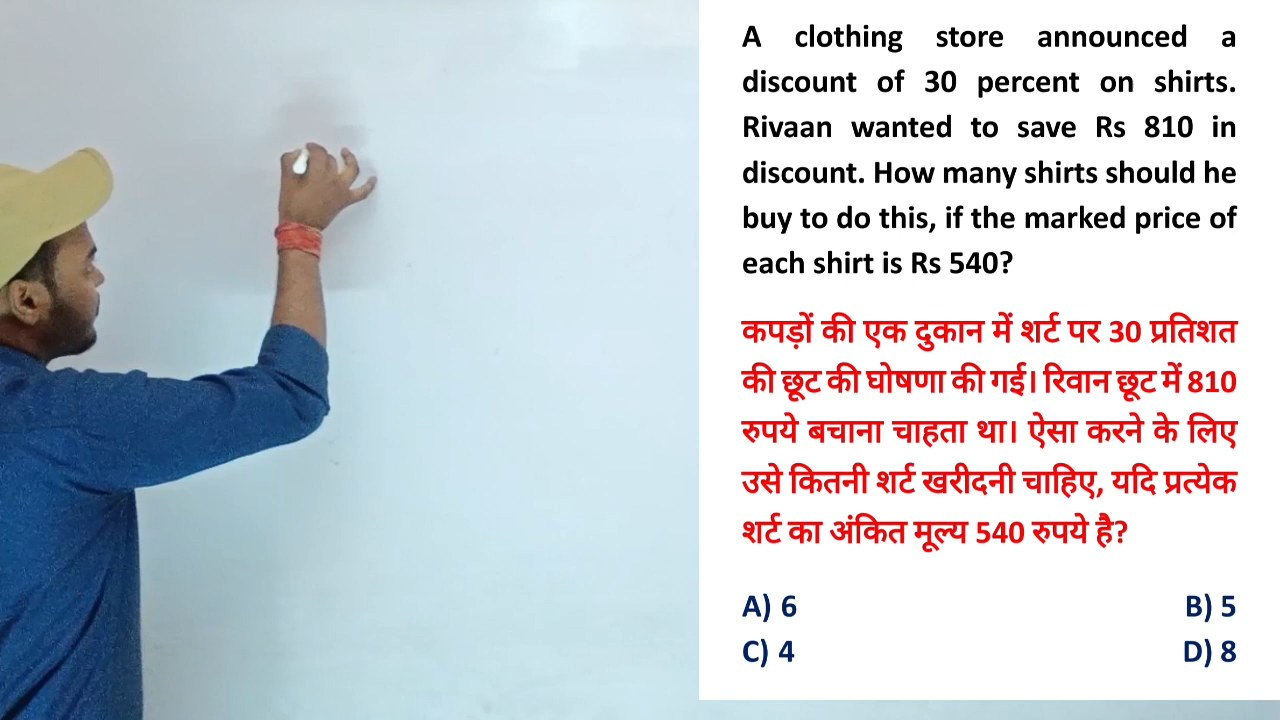 A clothing store announced a
discount of 30 percent on shirts.
Rivaan wanted to save Rs 810 in
discount. How many shirts should he
buy to do this, if the marked price of
each shirt is Rs 540?
कपड़ों की एक दुकान में शर्ट पर 30 प्रतिशत
की छूट की घोषणा की गई। रिवान छूट में 810
रुपये बचाना चाहता था। ऐसा करने के लिए
उसे कितनी शर्ट खरीदनी चाहिए, यदि प्रत्येक
शर्ट का अंकित मूल्य 540 रुपये है?
A) 6 B) 5
C) 4 D) 8